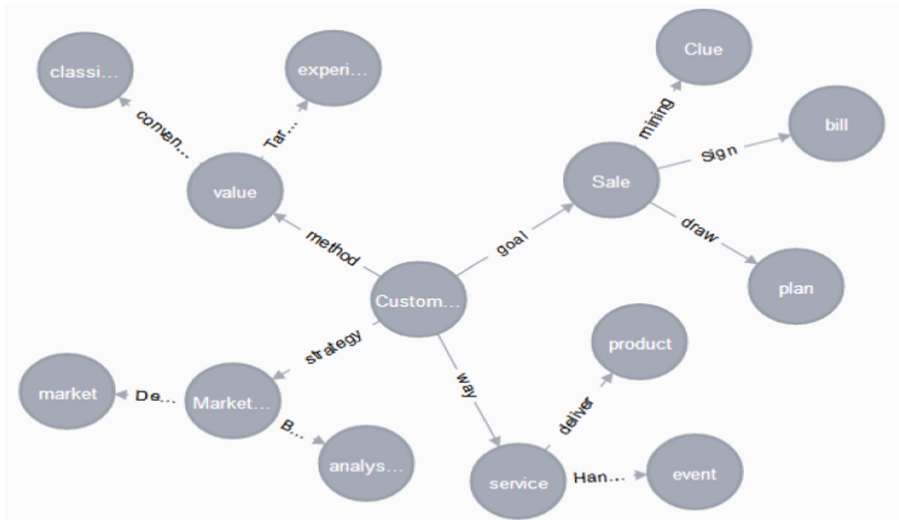 Clue
classi...
experi...
mining
bill
conven...
Tar...
Sign
value
Sale
method
goal
draw
Custom...
plan
strategy
product
way
market
De...
Market...
deliver
B...
analys...
service
Han...
event